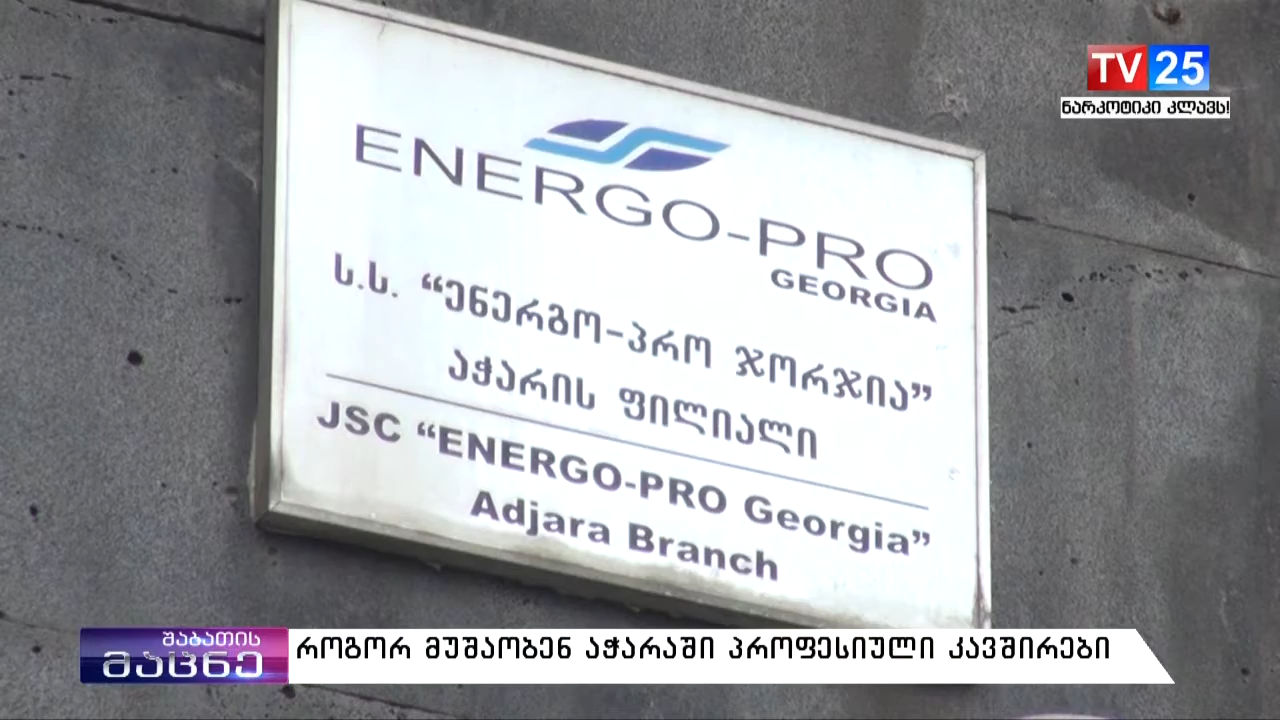 TV 25
ნარკოტიკი კლავს!
ENERGO-PRO
GEORGIA
ს.ს. “ენერგო-პრო ჯორჯია”
აჭარის ფილიალი
JSC “ENERGO-PRO Georgia”
Adjara Branch
შაბათის
მაცნე
როგორ მუშაობენ აჭარაში პროფესიული კავშირები